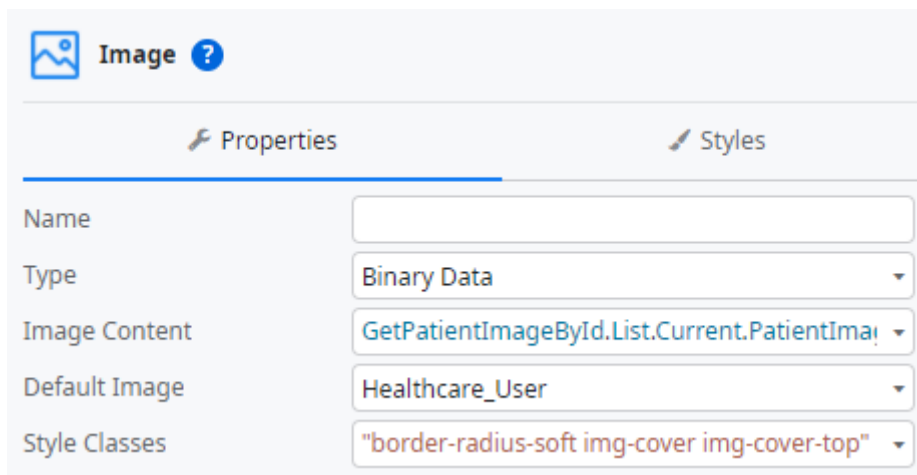 Image ?
Properties Styles
Name
Type Binary Data
Image Content GetPatientImageById.List.Current.
Default Image Healthcare_User
Style Classes "border-radius-soft img-cover img-cover-top"